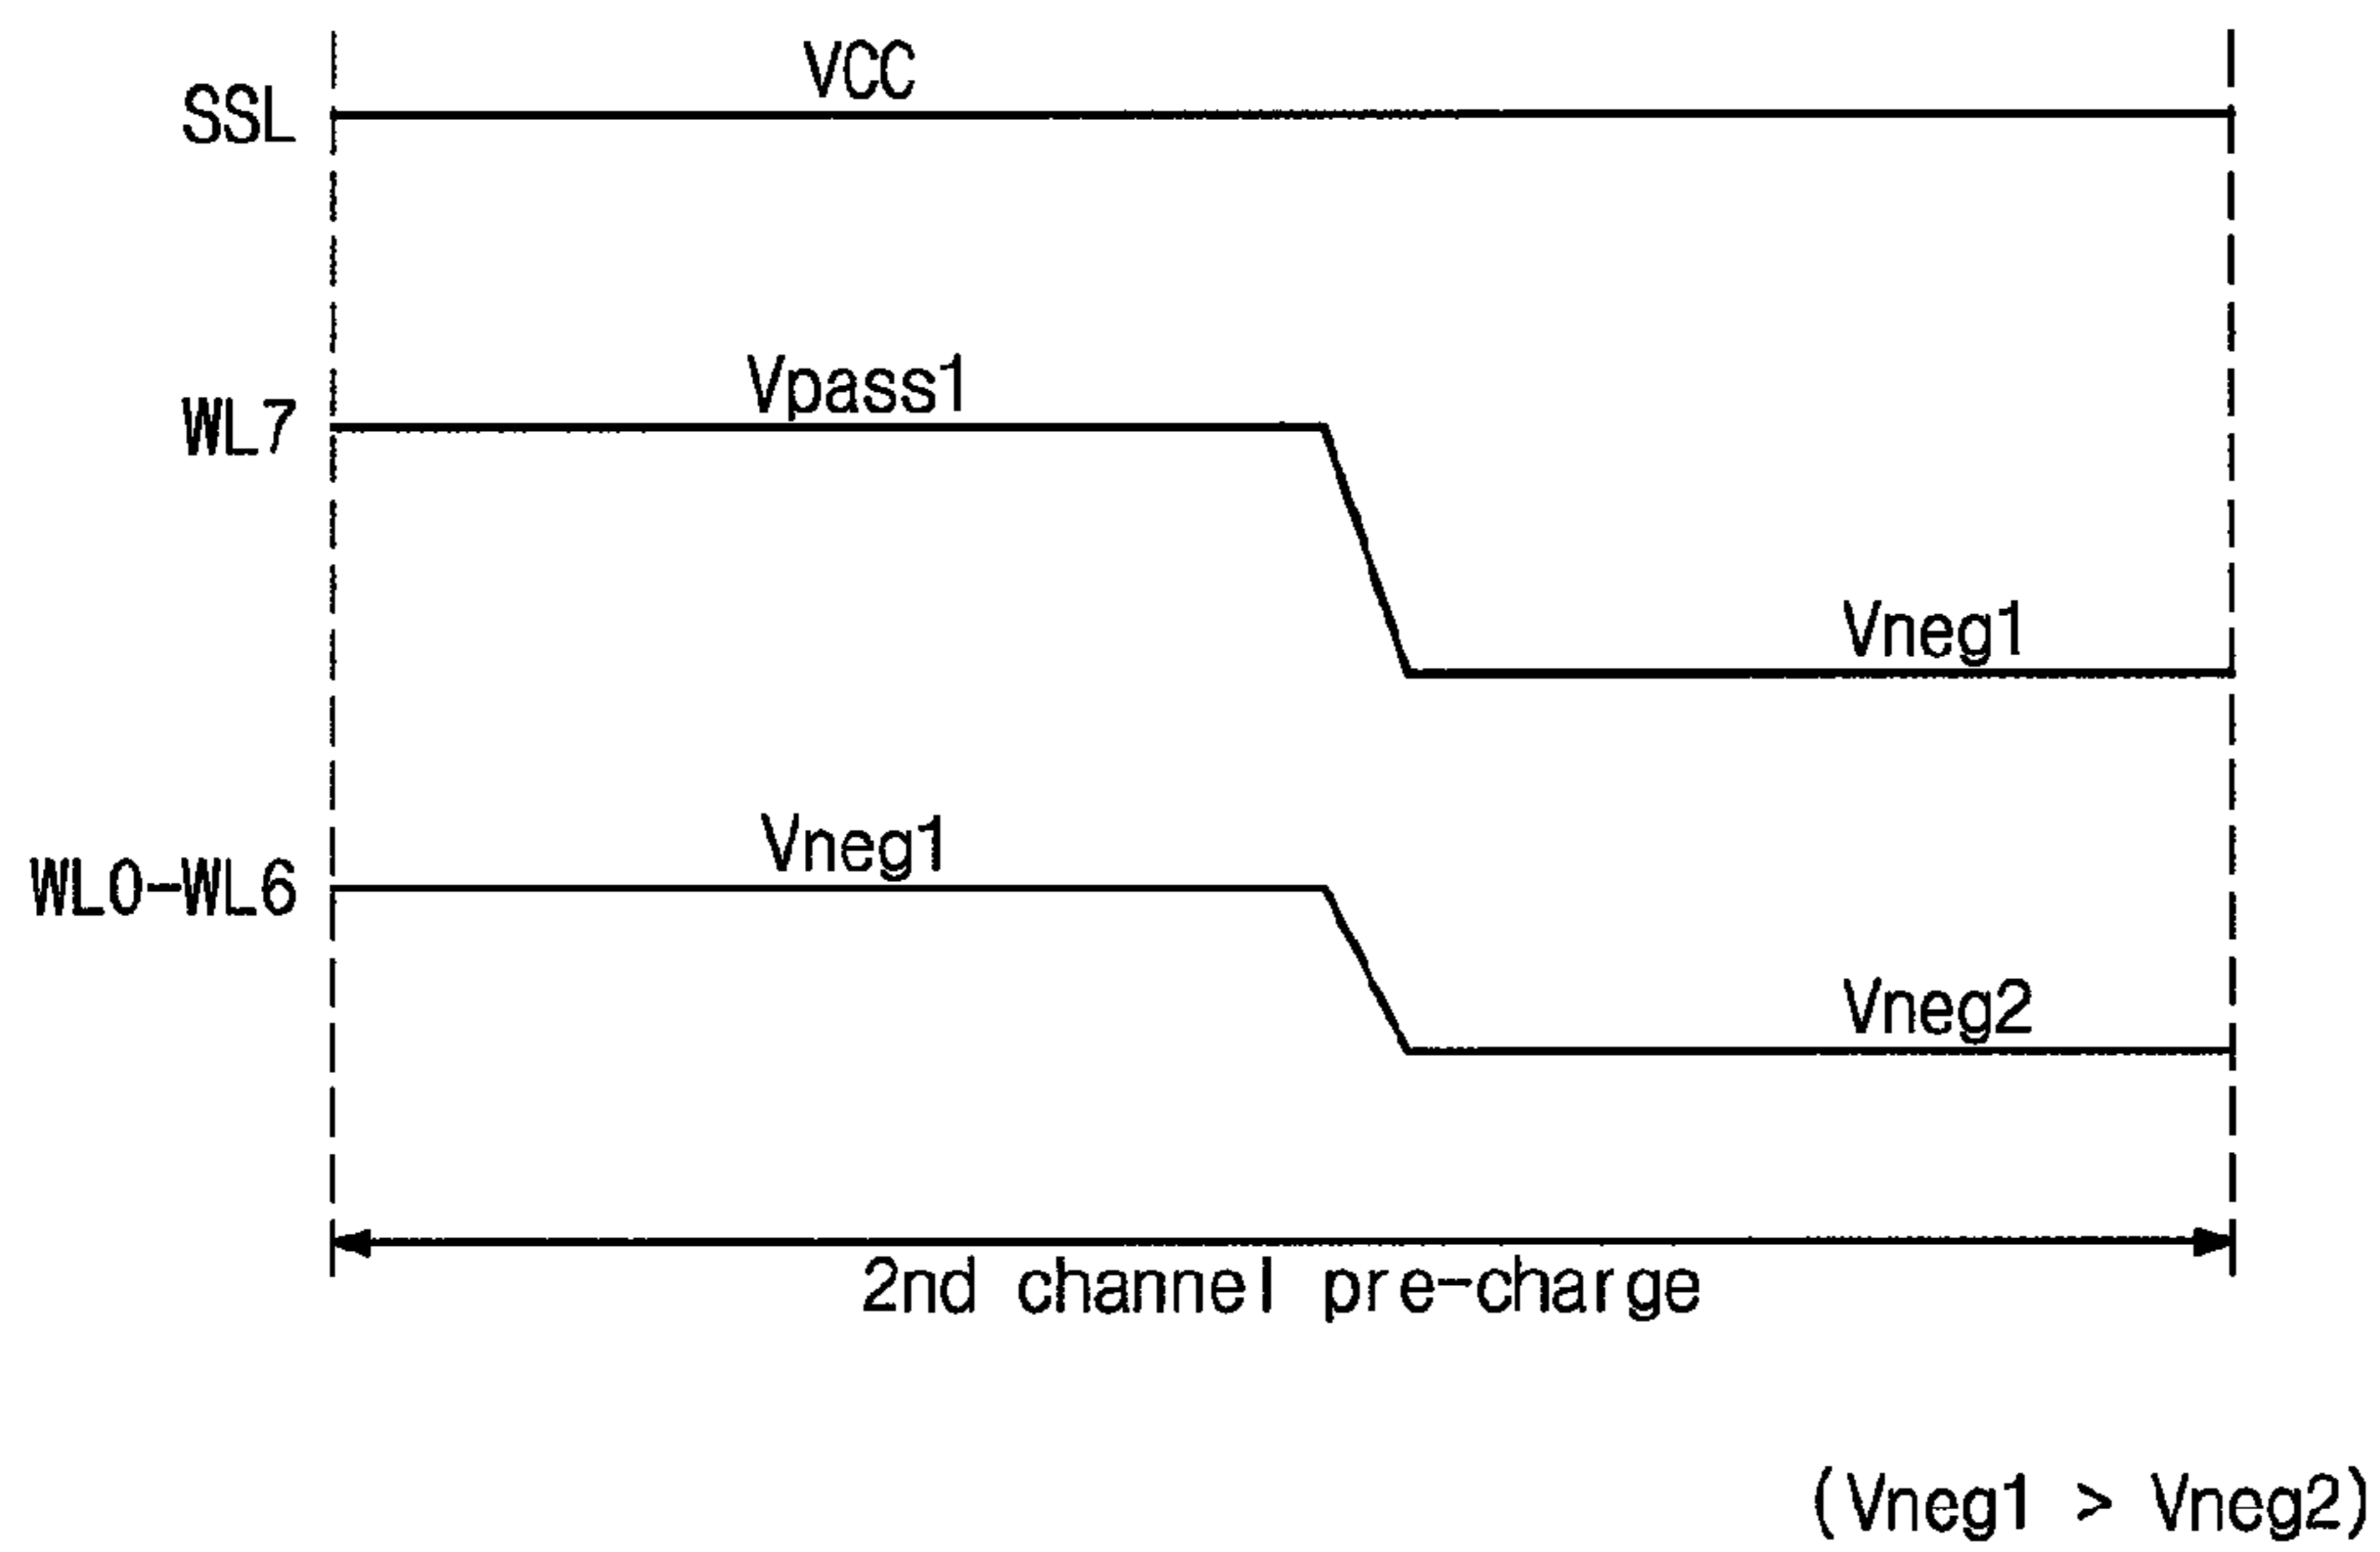 VCC
SSL
Vpass1
WL7
Vneg1
Vneg1
WL0-WL6
Vneg2
2nd channel pre-charge
(Vneg1 > Vneg2)